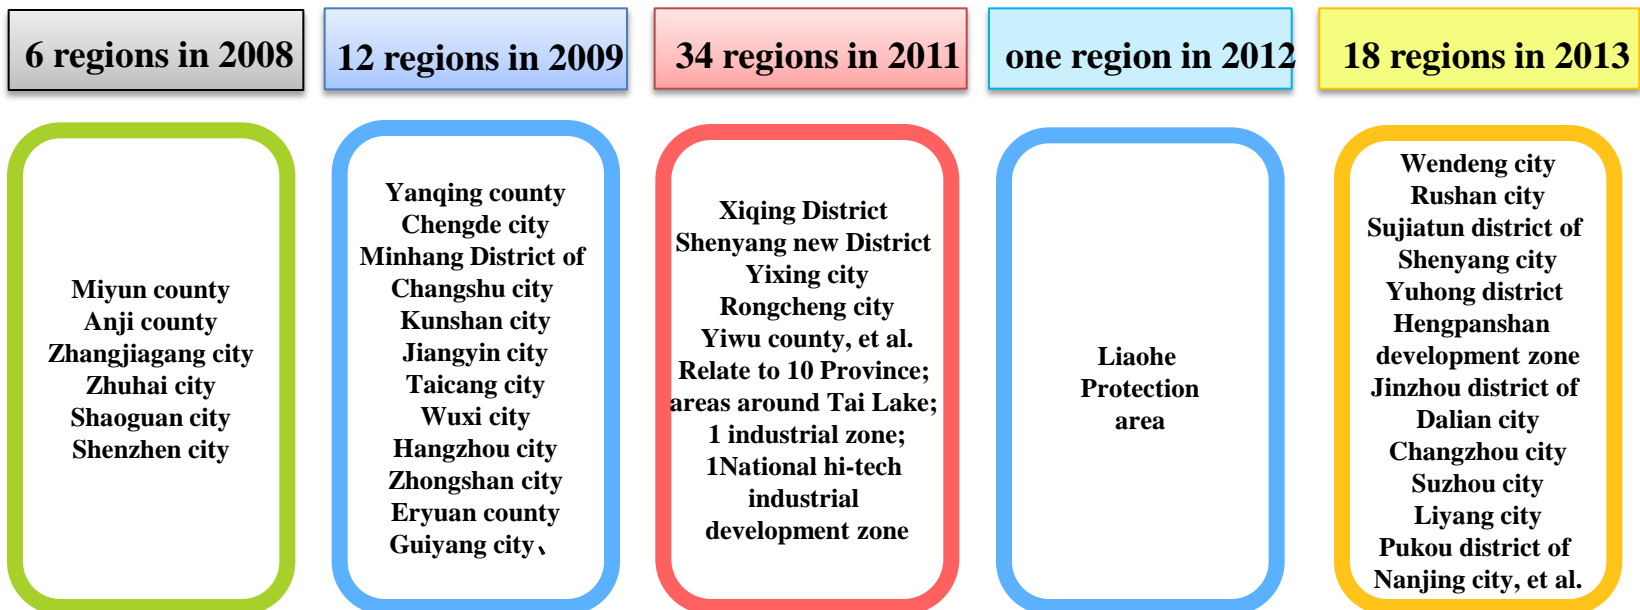 6 regions in 2008
12 regions in 2009
34 regions in 2011
one region in 2012
18 regions in 2013
Miyun county
Anji county
Zhangjiagang city
Zhuhai city
Shaoguan city
Shenzhen city
Yanqing county
Chengde city
Minhang District of
Changshu city
Kunshan city
Jiangyin city
Taicang city
Wuxi city
Hangzhou city
Zhongshan city
Eryuan county
Guiyang city、
Xiqing District
Shenyang new District
Yixing city
Rongcheng city
Yiwu county, et al.
Relate to 10 Province;
areas around Tai Lake;
1 industrial zone;
1National hi-tech
industrial
development zone
Liaohe
Protection
area
Wendeng city
Rushan city
Sujiatun district of
Shenyang city
Yuhong district
Hengpanshan
development zone
Jinzhou district of
Dalian city
Changzhou city
Suzhou city
Liyang city
Pukou district of
Nanjing city, et al.